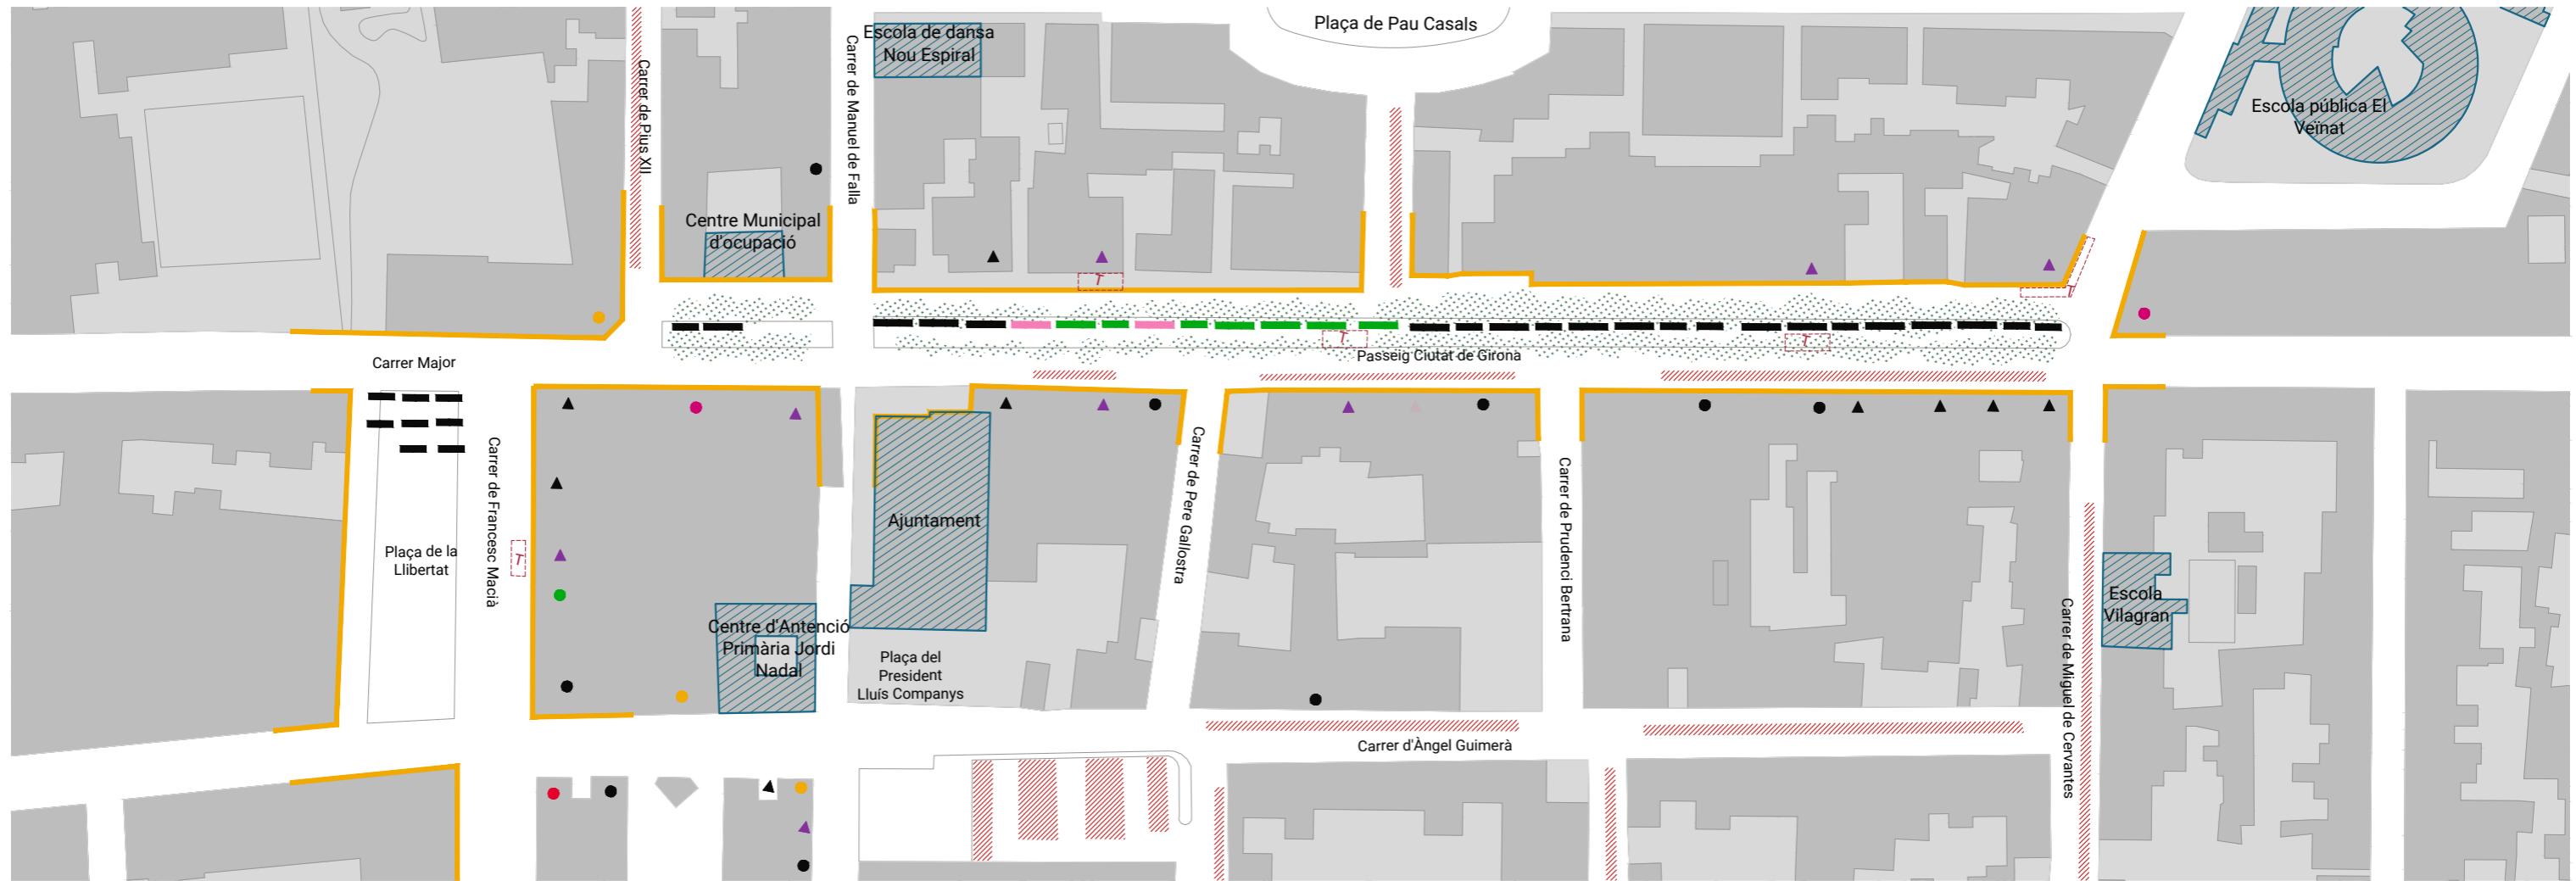 Plaça de Pau Casals
Escola de dansa
Nou Espiral
Carrer de Pius XII
Carrer de Manuel de Falla
Escola pública El
Veïnat
Centre Municipal
d'ocupació
T
T
T
T
Passeig Ciutat de Girona
Carrer Major
Carrer de Francesc Macià
Plaça de la
Llibertat
T
Ajuntament
Carrer de Pere Gallostra
Carrer de Prudenci Bertrana
Centre d'Antenció
Primària Jordi
Nadal
Plaça del
President
Lluís Companys
Escola
Vilagran
Carrer de Miguel de Cervantes
Carrer d'Àngel Guimerà